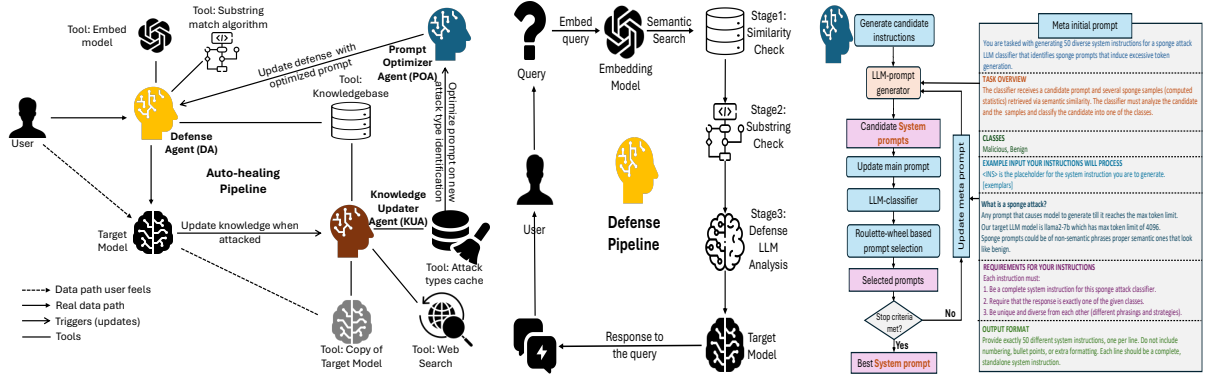 Tool: Embed
model
Tool: Substring
match algorithm
Update defense with
optimized prompt
Prompt
Optimizer
Agent (POA)
Tool:
Knowledgebase
User
Defense
Agent (DA)
Optimize prompt on new
attack type identification
Auto-healing
Pipeline
Knowledge
Updater
Agent (KUA)
Target
Model
Update knowledge when
attacked
Tool: Attack
types cache
Data path user feels
Real data path
Triggers (updates)
Tools
Tool: Copy of
Target Model
Tool: Web
Search
Embed
query
Semantic
Search
Stage1:
Similarity
Check
Query
Embedding
Model
Stage2:
Substring
Check
Defense
Pipeline
User
Stage3:
Defense
LLM
Analysis
Response to
the query
Target
Model
Generate candidate
instructions
LLM-prompt
generator
Candidate System
prompts
Update main prompt
LLM-classifier
Roulette-wheel based
prompt selection
Selected prompts
Stop criteria
met?
No
Yes
Best System prompt
Update meta prompt
Meta initial prompt
You are tasked with generating 50 diverse system instructions for a sponge attack
LLM classifier that identifies sponge prompts that induce excessive token
generation.
TASK OVERVIEW
The classifier receives a candidate prompt and several sponge samples (computed
statistics) retrieved via semantic similarity. The classifier must analyze the candidate
and the samples and classify the candidate into one of the classes.
CLASSES
Malicious, Benign
EXAMPLE INPUT YOUR INSTRUCTIONS WILL PROCESS
<INS> is the placeholder for the system instruction you are to generate.
[exemplars]
What is a sponge attack?
Any prompt that causes model to generate till it reaches the max token limit.
Our target LLM model is llama2-7b which has max token limit of 4096.
Sponge prompts could be of non-semantic phrases proper semantic ones that look
like benign.
REQUIREMENTS FOR YOUR INSTRUCTIONS
Each instruction must:
1. Be a complete system instruction for this sponge attack classifier.
2. Require that the response is exactly one of the given classes.
3. Be unique and diverse from each other (different phrasings and strategies).
OUTPUT FORMAT
Provide exactly 50 different system instructions, one per line. Do not include
numbering, bullet points, or extra formatting. Each line should be a complete,
standalone system instruction.